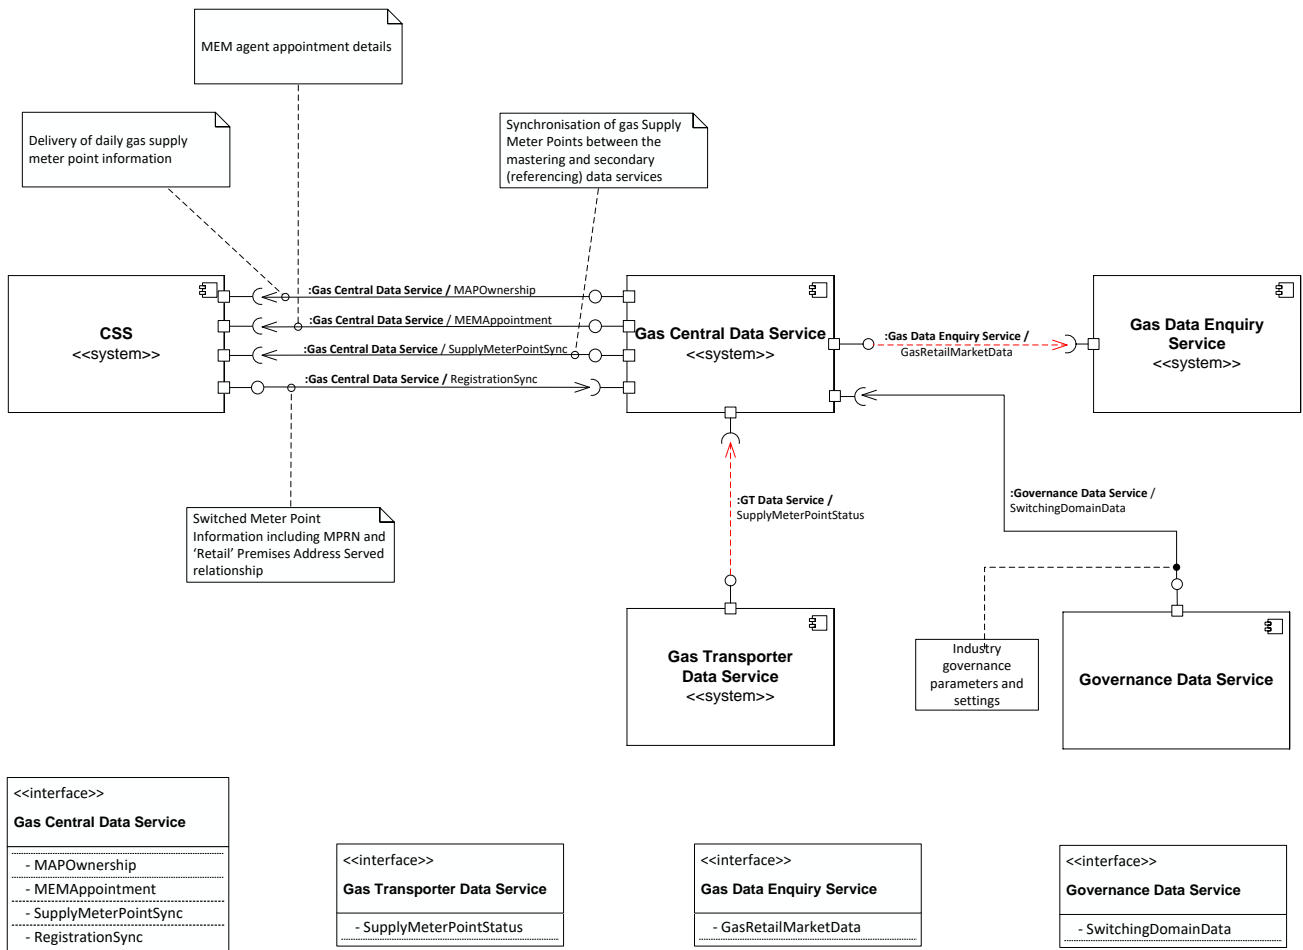 MEM agent appointment details
Delivery of daily gas supply
meter point information
Synchronisation of gas Supply
Meter Points between the
mastering and secondary
(referencing) data services
CSS
<<system>>
:Gas Central Data Service / MAPOwnership
:Gas Central Data Service / MEMAppointment
:Gas Central Data Service / SupplyMeterPointSync
:Gas Central Data Service / RegistrationSync
Gas Central Data Service
<<system>>
:Gas Data Enquiry Service /
GasRetailMarketData
Gas Data Enquiry
Service
<<system>>
:GT Data Service /
SupplyMeterPointStatus
:Governance Data Service /
SwitchingDomainData
Switched Meter Point
Information including MPRN and
‘Retail’ Premises Address Served
relationship
Gas Transporter
Data Service
<<system>>
Industry
governance
parameters and
settings
Governance Data Service
<<interface>>
Gas Central Data Service
- MAPOwnership
- MEMAppointment
- SupplyMeterPointSync
- RegistrationSync
<<interface>>
Gas Transporter Data Service
- SupplyMeterPointStatus
<<interface>>
Gas Data Enquiry Service
- GasRetailMarketData
<<interface>>
Governance Data Service
- SwitchingDomainData